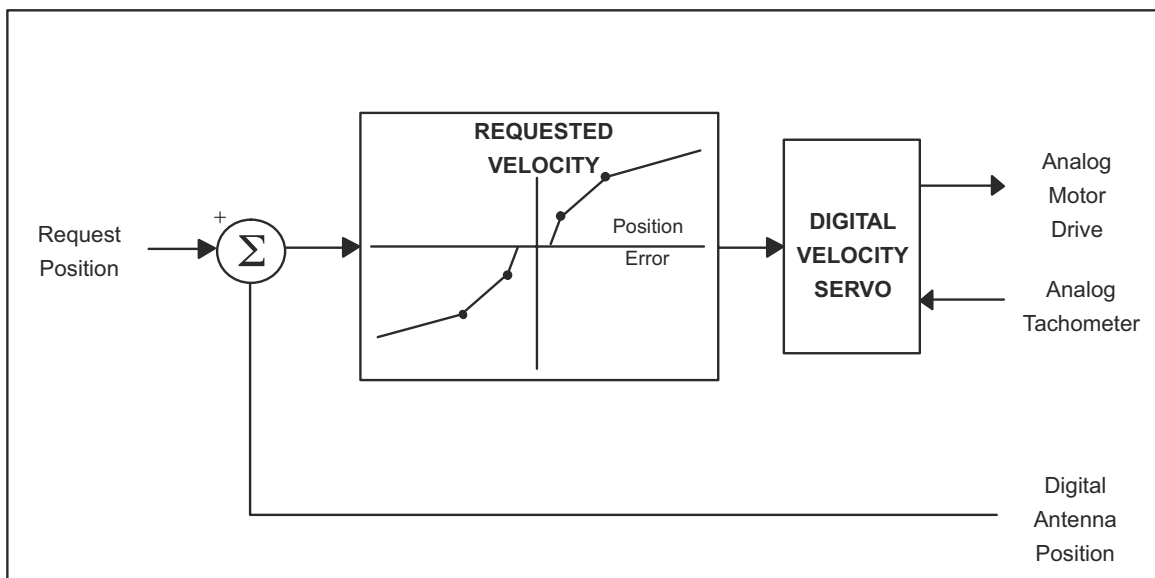 REQUESTED
VELOCITY
Position
Error
+
Σ
Request
Position
DIGITAL
VELOCITY
SERVO
Analog
Motor
Drive
Analog
Tachometer
Digital
Antenna
Position